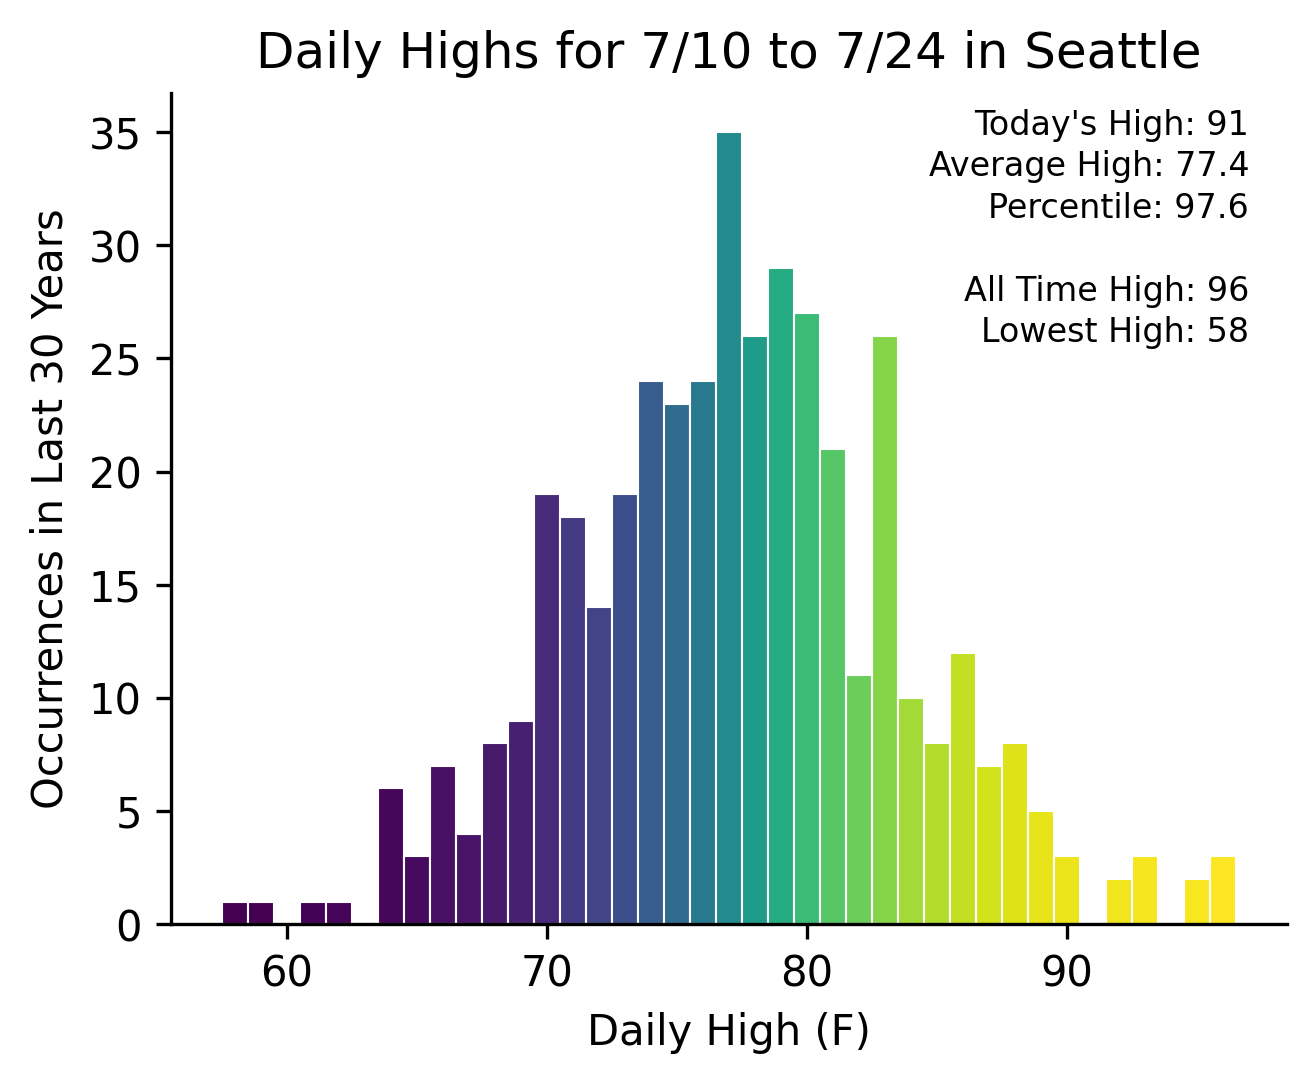 Daily Highs for 7/10 to 7/24 in Seattle
Today's High: 91
Average High: 77.4
Percentile: 97.6
All Time High: 96
Lowest High: 58
Occurrences in Last 30 Years
35
30
25
20
15
10
5
0
60 70 80 90
Daily High (F)